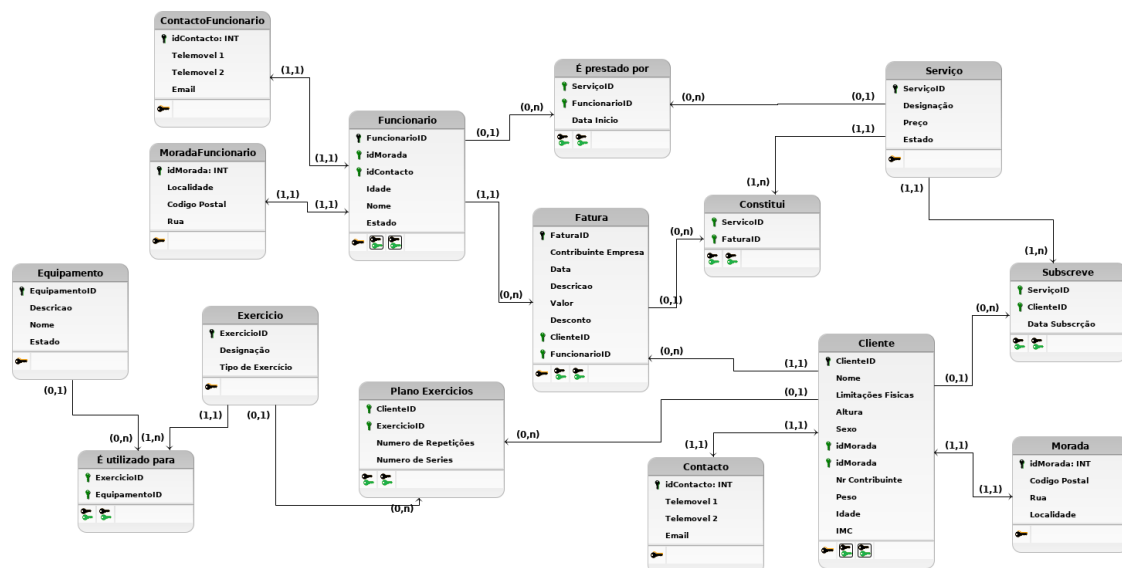 ContactoFuncionario
idContacto: INT
Telemovel 1
Telemovel 2
Email
(1,1)
(1,1)
MoradaFuncionario
idMorada: INT
Localidade
Codigo Postal
Rua
(1,1)
(1,1)
Funcionario
FuncionarioID
idMorada
idContacto
Idade
Nome
Estado
(0,1)
(0,n)
(1,1)
(0,n)
É prestado por
ServiçoID
FuncionarioID
Data Inicio
(0,n)
(0,1)
Serviço
ServiçoID
Designação
Preço
Estado
(1,1)
(1,n)
(1,1)
(1,n)
Constitui
ServicoID
FaturaID
(0,n)
(0,1)
Fatura
FaturaID
Contribuinte Empresa
Data
Descricao
Valor
Desconto
ClienteID
FuncionarioID
(0,n)
(1,1)
Subscreve
ServiçoID
ClienteID
Data Subscrção
(0,n)
(0,1)
Equipamento
EquipamentoID
Descricao
Nome
Estado
(0,1)
(0,n)
Exercicio
ExercicioID
Designação
Tipo de Exercício
(1,1)
(1,n)
(0,1)
(0,n)
É utilizado para
ExercicioID
EquipamentoID
Plano Exercicios
ClienteID
ExercicioID
Numero de Repetições
Numero de Series
(0,n)
(0,1)
Cliente
ClienteID
Nome
Limitações Fisicas
Altura
Sexo
idMorada
idMorada
Nr Contribuinte
Peso
Idade
IMC
(1,1)
(1,1)
Contacto
idContacto: INT
Telemovel 1
Telemovel 2
Email
(1,1)
(1,1)
Morada
idMorada: INT
Codigo Postal
Rua
Localidade